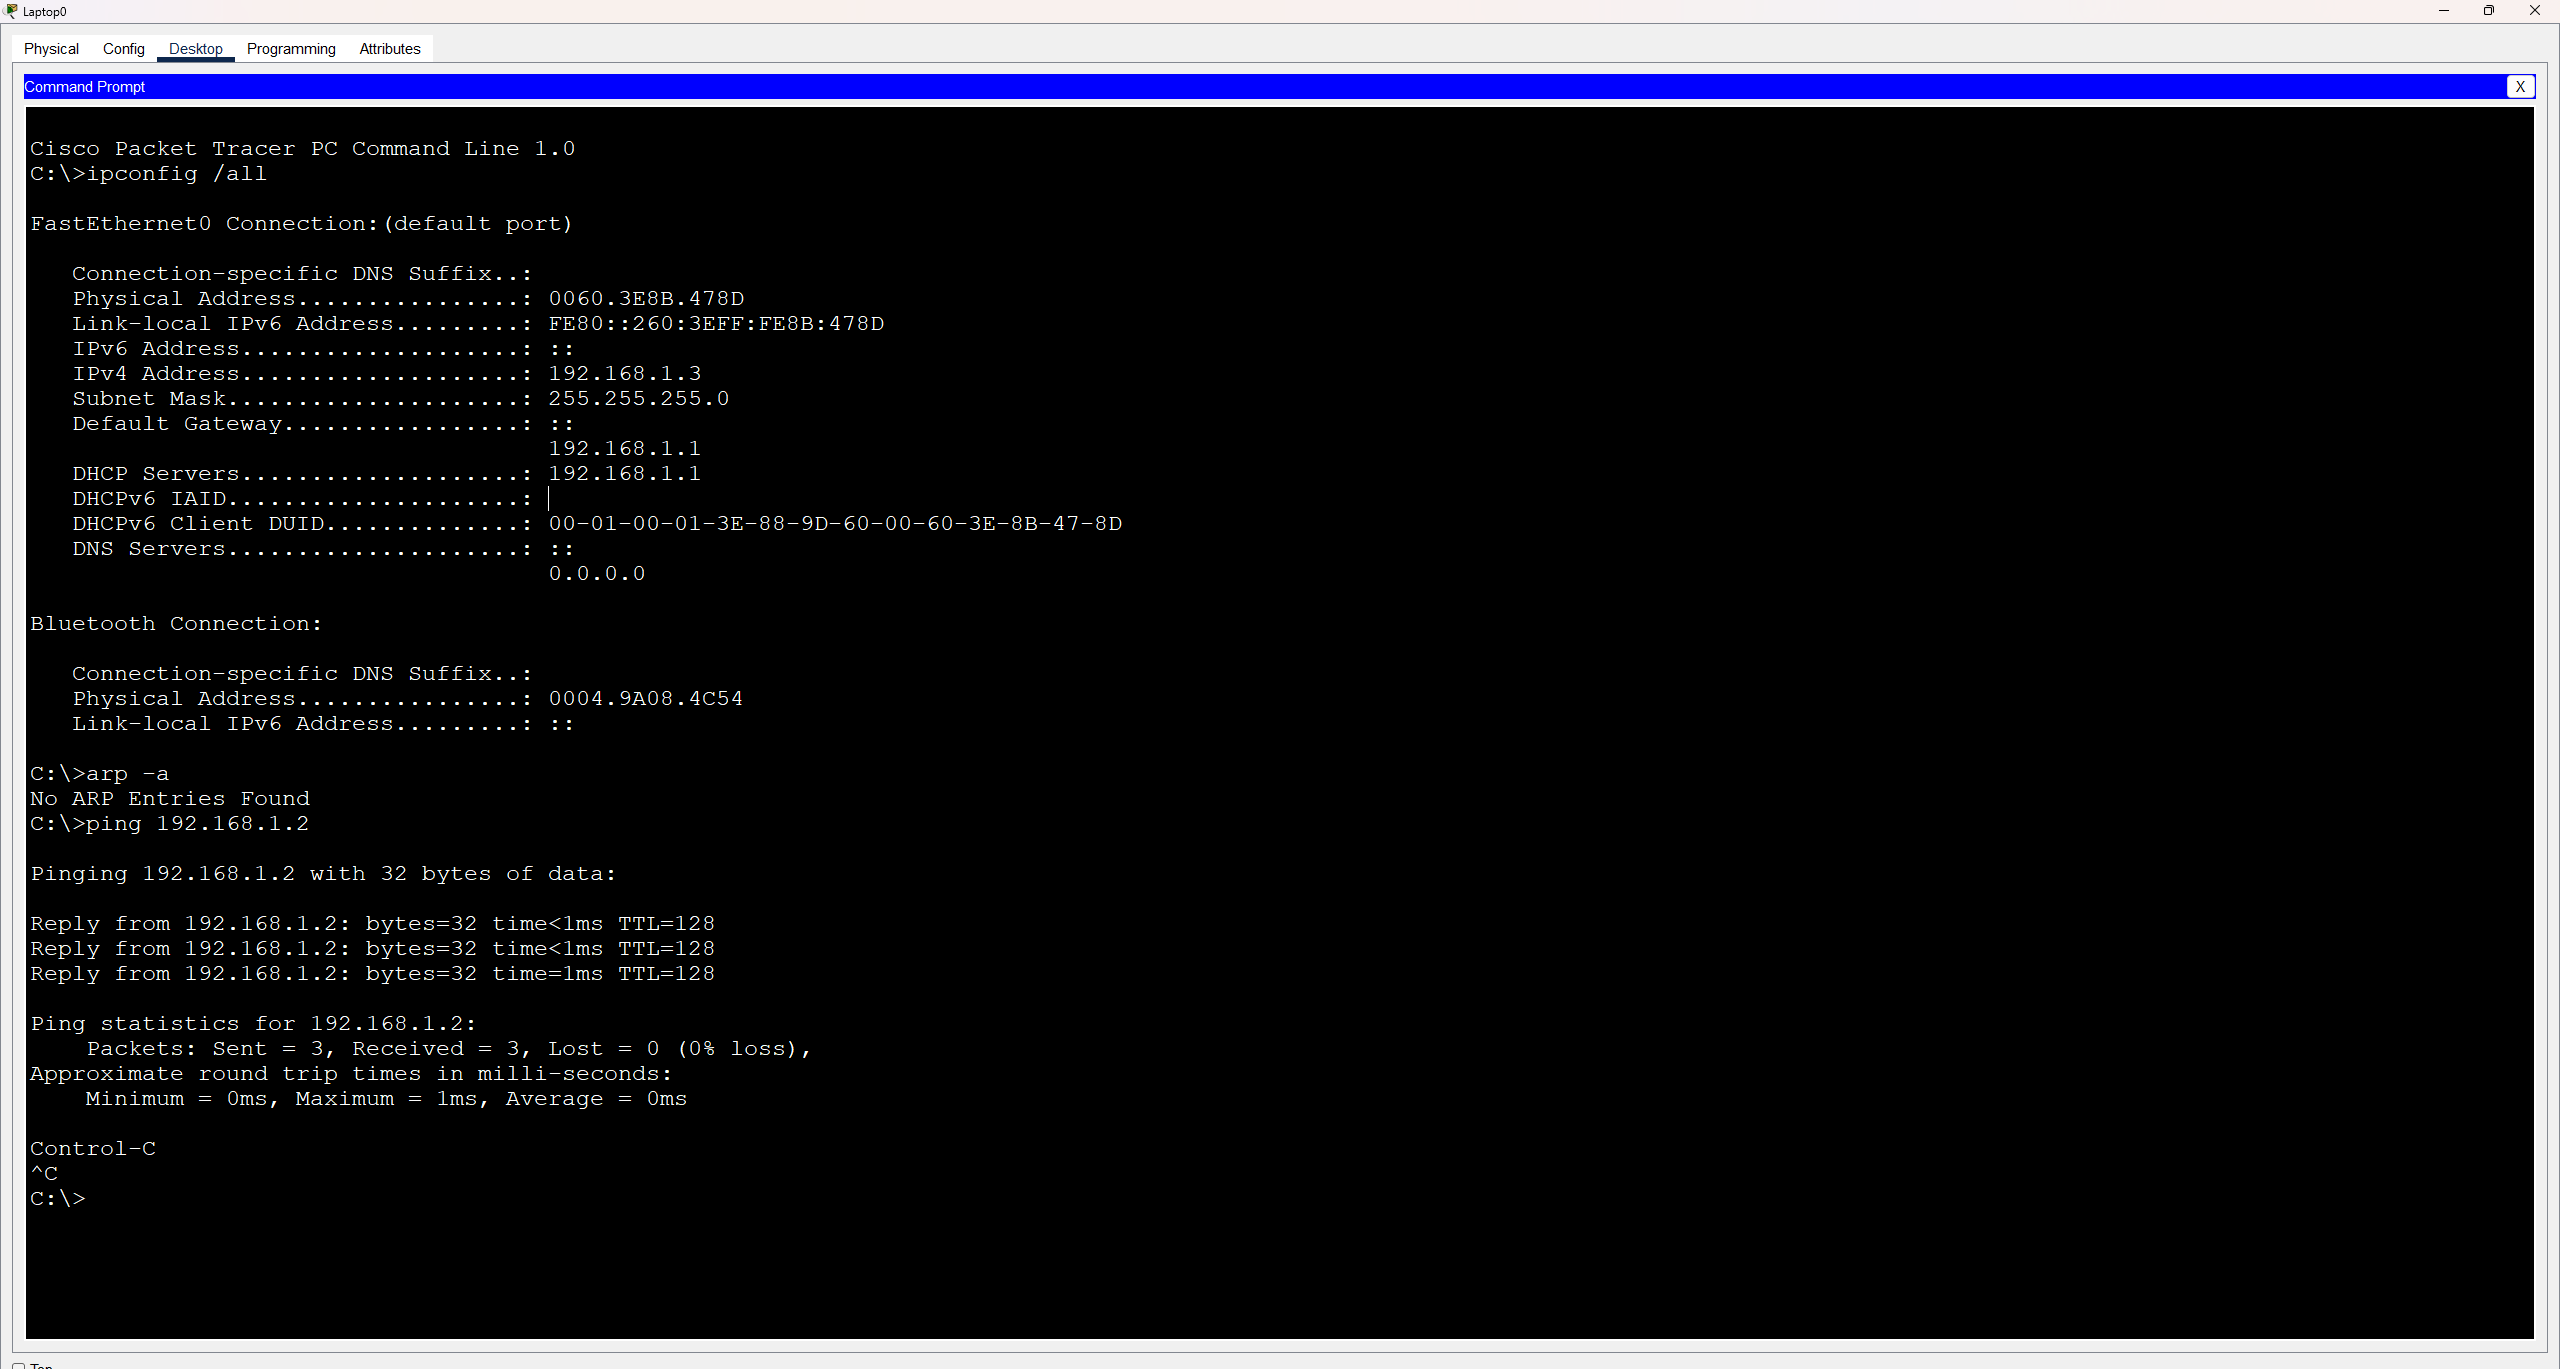 Laptop0
Physical Config Desktop Programming Attributes
Command Prompt X
Cisco Packet Tracer PC Command Line 1.0
C:\>ipconfig /all
FastEthernet0 Connection:(default port)
Connection-specific DNS Suffix..:
Physical Address................: 0060.3E8B.478D
Link-local IPv6 Address.........: FE80::260:3EFF:FE8B:478D
IPv6 Address....................: ::
IPv4 Address....................: 192.168.1.3
Subnet Mask.....................: 255.255.255.0
Default Gateway.................: ::
192.168.1.1
DHCP Servers....................: 192.168.1.1
DHCPv6 IAID.....................:
DHCPv6 Client DUID..............: 00-01-00-01-3E-88-9D-60-00-60-3E-8B-47-8D
DNS Servers.....................: ::
0.0.0.0
Bluetooth Connection:
Connection-specific DNS Suffix..:
Physical Address................: 0004.9A08.4C54
Link-local IPv6 Address.........: ::
C:\>arp -a
No ARP Entries Found
C:\>ping 192.168.1.2
Pinging 192.168.1.2 with 32 bytes of data:
Reply from 192.168.1.2: bytes=32 time<1ms TTL=128
Reply from 192.168.1.2: bytes=32 time<1ms TTL=128
Reply from 192.168.1.2: bytes=32 time=1ms TTL=128
Ping statistics for 192.168.1.2:
Packets: Sent = 3, Received = 3, Lost = 0 (0% loss),
Approximate round trip times in milli-seconds:
Minimum = 0ms, Maximum = 1ms, Average = 0ms
Control-C
^C
C:\>